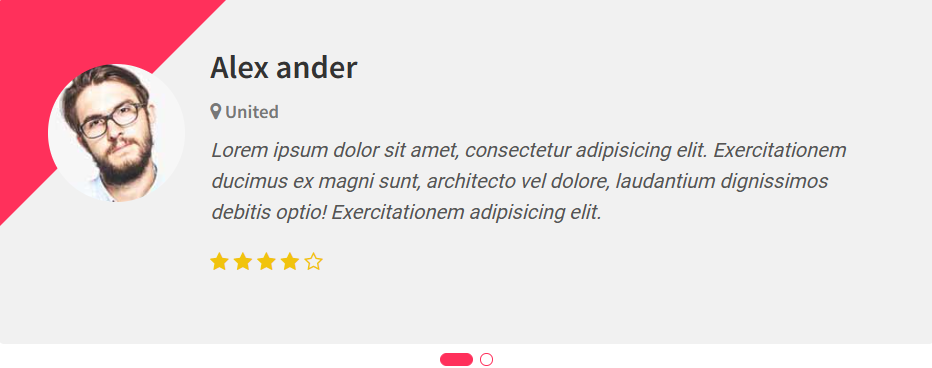 Alex ander
United
Lorem ipsum dolor sit amet, consectetur adipisicing elit. Exercitationem
ducimus ex magni sunt, architecto vel dolore, laudantium dignissimos
debitis optio! Exercitationem adipisicing elit.